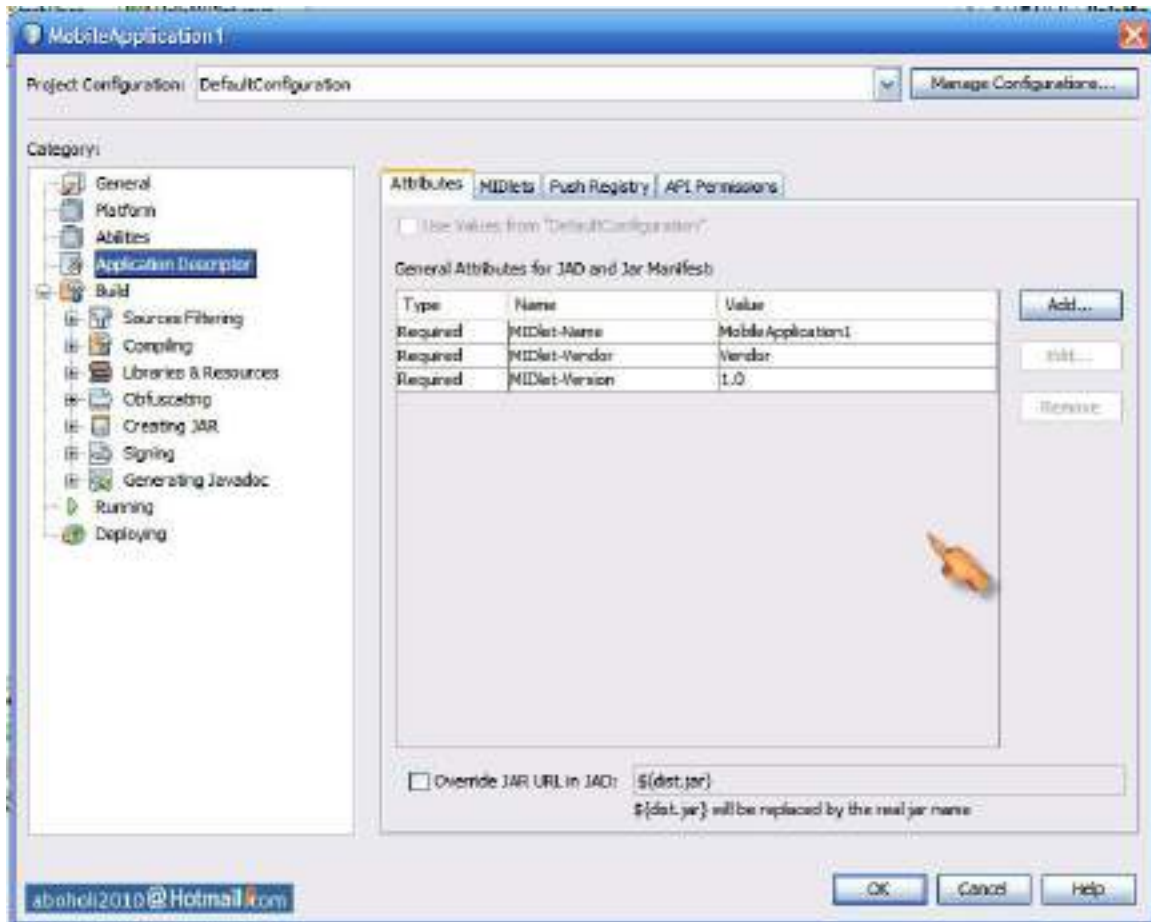 MobileApplication1
Project Configuration: DefaultConfiguration
Manage Configurations...
Category:
General
Platform
Abilities
Application Descriptor
Build
Sources Filtering
Compiling
Libraries & Resources
Obfuscating
Creating JAR
Signing
Generating Javadoc
Running
Deploying
Attributes MIDlets Push Registry API Permissions
Use Values from "DefaultConfiguration"
General Attributes for JAD and Jar Manifest:
Type Name Value
Required MIDlet-Name MobileApplication1
Required MIDlet-Vendor Vendor
Required MIDlet-Version 1.0
Add...
Edit...
Remove
Override JAR URL in JAD: ${dist.jar}
${dist.jar} will be replaced by the real jar name
OK Cancel Help